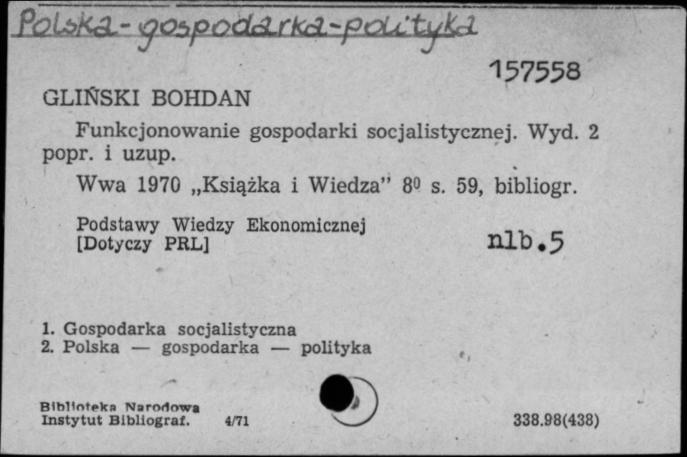 Polska-gospodarka-polityka
157558
GLIŃSKI BOHDAN
Funkcjonowanie gospodarki socjalistycznej. Wyd. 2
popr. i uzup.
Wwa 1970 „Książka i Wiedza” 8⁰ s. 59, bibliogr.
Podstawy Wiedzy Ekonomicznej
[Dotyczy PRL]
nlb.5
1. Gospodarka socjalistyczna
2. Polska — gospodarka — polityka
Biblioteka Narodowa
Instytut Bibliograf. 4/71 338.98(438)